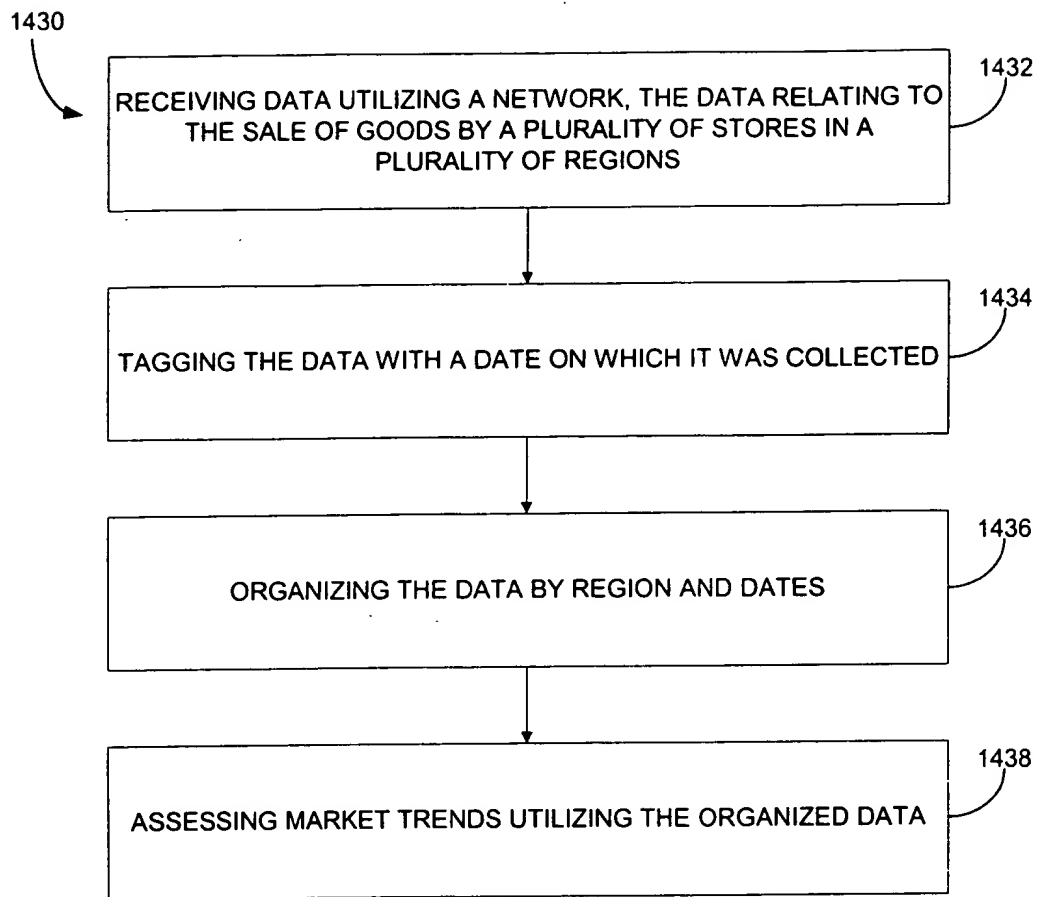 1430
1432
RECEIVING DATA UTILIZING A NETWORK, THE DATA RELATING TO
THE SALE OF GOODS BY A PLURALITY OF STORES IN A
PLURALITY OF REGIONS
1434
TAGGING THE DATA WITH A DATE ON WHICH IT WAS COLLECTED
1436
ORGANIZING THE DATA BY REGION AND DATES
1438
ASSESSING MARKET TRENDS UTILIZING THE ORGANIZED DATA